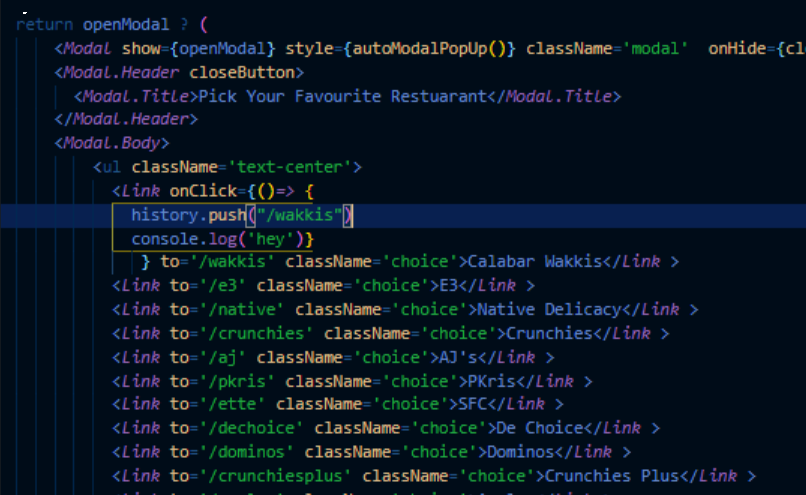 return openModal ? (
<Modal show={openModal} style={autoModalPopUp()} className='modal'  onHide={clo
<Modal.Header closeButton>
<Modal.Title>Pick Your Favourite Restuarant</Modal.Title>
</Modal.Header>
<Modal.Body>
<ul className='text-center'>
<Link onClick={()=> {
history.push("/wakkis")
console.log('hey')}
} to='/wakkis' className='choice'>Calabar Wakkis</Link >
<Link to='/e3' className='choice'>E3</Link >
<Link to='/native' className='choice'>Native Delicacy</Link >
<Link to='/crunchies' className='choice'>Crunchies</Link >
<Link to='/aj' className='choice'>AJ's</Link >
<Link to='/pkris' className='choice'>PKris</Link >
<Link to='/ette' className='choice'>SFC</Link >
<Link to='/dechoice' className='choice'>De Choice</Link >
<Link to='/dominos' className='choice'>Dominos</Link >
<Link to='/crunchiesplus' className='choice'>Crunchies Plus</Link >